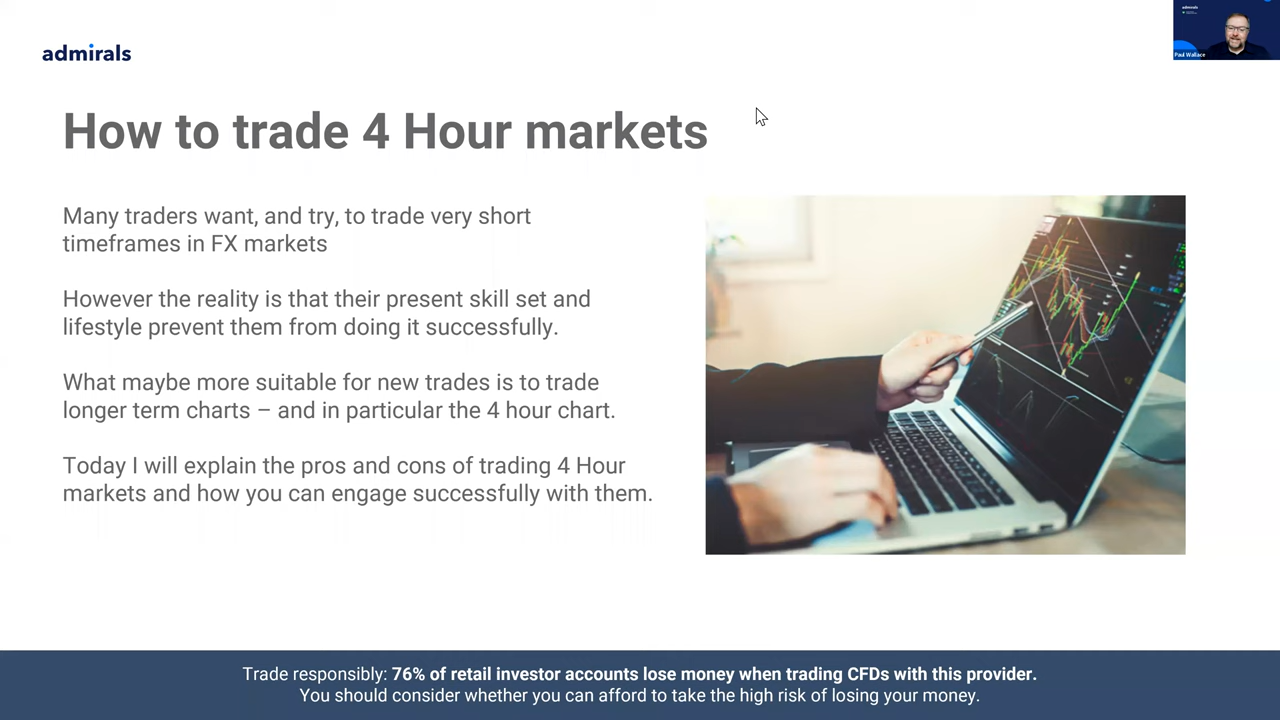 admirals
admirals
Paul Wallace
How to trade 4 Hour markets
Many traders want, and try, to trade very short
timeframes in FX markets
However the reality is that their present skill set and
lifestyle prevent them from doing it successfully.
What maybe more suitable for new trades is to trade
longer term charts – and in particular the 4 hour chart.
Today I will explain the pros and cons of trading 4 Hour
markets and how you can engage successfully with them.
Trade responsibly: 76% of retail investor accounts lose money when trading CFDs with this provider.
You should consider whether you can afford to take the high risk of losing your money.